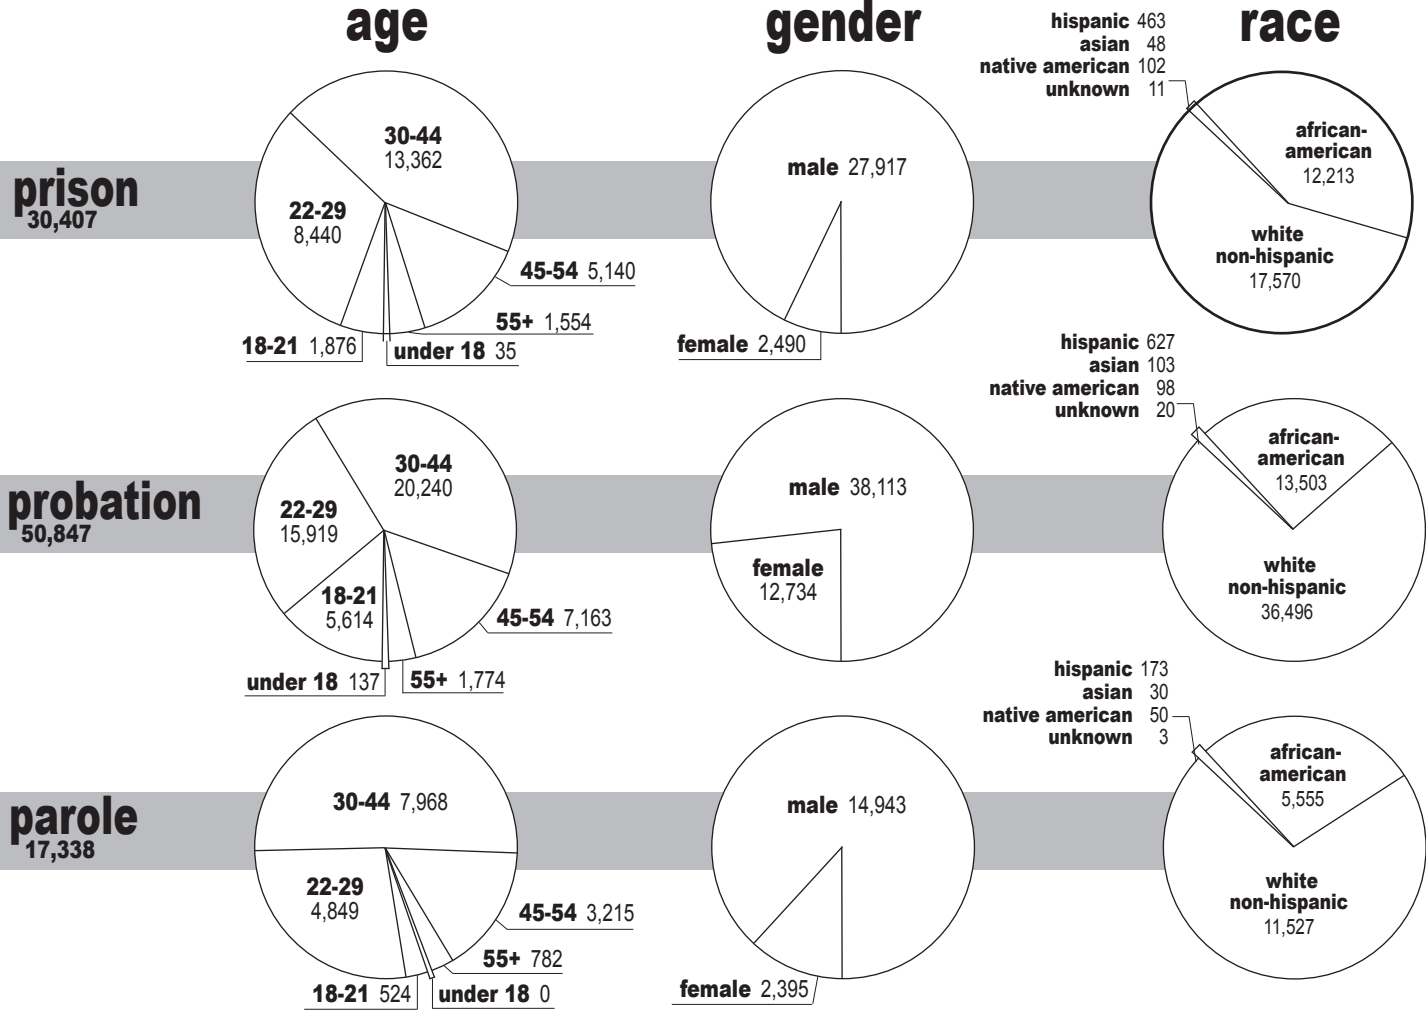 age
gender
race
prison
30,407
30-44
13,362
22-29
8,440
45-54 5,140
55+ 1,554
18-21 1,876
under 18 35
male 27,917
female 2,490
hispanic 463
asian 48
native american 102
unknown 11
african-
american
12,213
white
non-hispanic
17,570
probation
50,847
30-44
20,240
22-29
15,919
18-21
5,614
45-54 7,163
under 18 137
55+ 1,774
male 38,113
female
12,734
hispanic 627
asian 103
native american 98
unknown 20
african-
american
13,503
white
non-hispanic
36,496
parole
17,338
30-44 7,968
22-29
4,849
45-54 3,215
55+ 782
18-21 524
under 18 0
male 14,943
female 2,395
hispanic 173
asian 30
native american 50
unknown 3
african-
american
5,555
white
non-hispanic
11,527